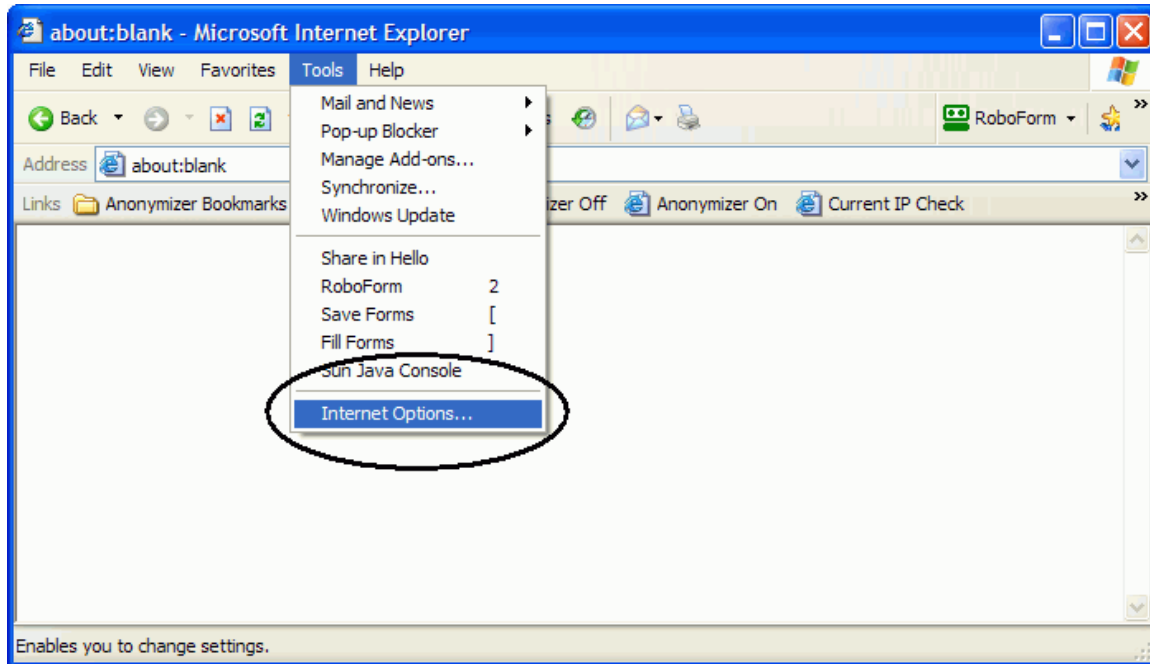 about:blank - Microsoft Internet Explorer
File Edit View Favorites Tools Help
Back RoboForm »
Address about:blank
Links Anonymizer Bookmarks Anonymizer On Current IP Check »
Mail and News
Pop-up Blocker
Manage Add-ons...
Synchronize...
Windows Update
Share in Hello
RoboForm 2
Save Forms [
Fill Forms ]
Sun Java Console
Internet Options...
Enables you to change settings.